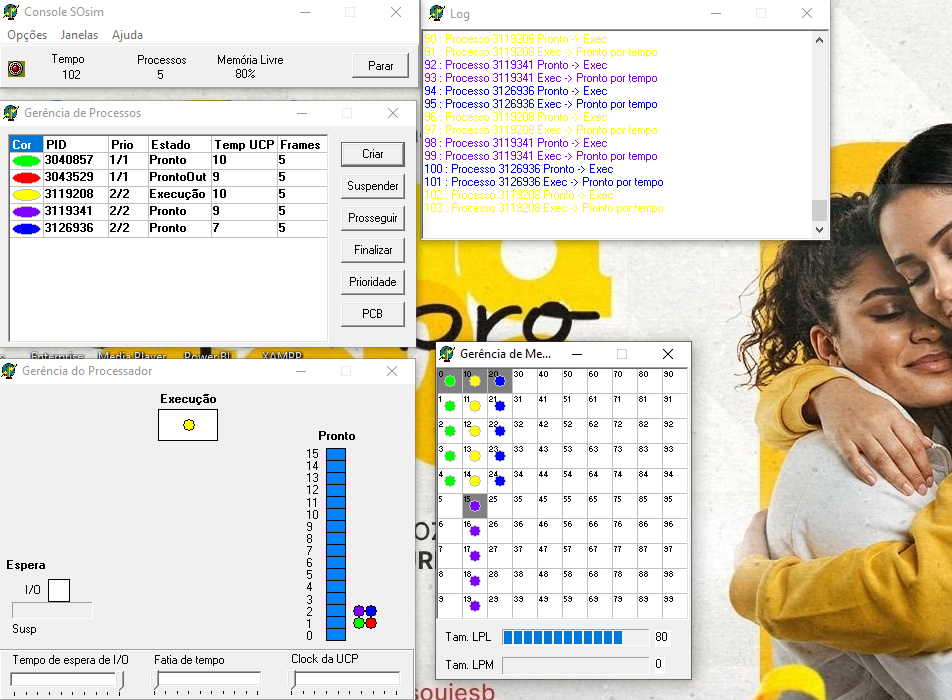 Console SOsim
Opções Janelas Ajuda
Tempo
102
Processos
5
Memória Livre
80%
Parar
Log
90 : Processo 3119208 Pronto -> Exec
91 : Processo 3119208 Exec -> Pronto por tempo
92 : Processo 3119341 Pronto -> Exec
93 : Processo 3119341 Exec -> Pronto por tempo
94 : Processo 3126936 Pronto -> Exec
95 : Processo 3126936 Exec -> Pronto por tempo
96 : Processo 3119208 Pronto -> Exec
97 : Processo 3119208 Exec -> Pronto por tempo
98 : Processo 3119341 Pronto -> Exec
99 : Processo 3119341 Exec -> Pronto por tempo
100 : Processo 3126936 Pronto -> Exec
101 : Processo 3126936 Exec -> Pronto por tempo
102 : Processo 3119208 Pronto -> Exec
103 : Processo 3119208 Exec -> Pronto por tempo
Gerência de Processos
Cor PID Prio Estado Temp UCP Frames
3040857 1/1 Pronto 10 5
3043529 1/1 ProntoOut 9 5
3119208 2/2 Execução 10 5
3119341 2/2 Pronto 9 5
3126936 2/2 Pronto 7 5
Criar
Suspender
Prosseguir
Finalizar
Prioridade
PCB
Enterprise Media Player Power BI XAMPP
Gerência do Processador
Execução
Pronto
15
14
13
12
11
10
9
8
7
6
5
4
3
2
1
0
Espera
I/O
Susp
Tempo de espera de I/O
Fatia de tempo
Clock da UCP
Gerência de Me...
0 10 20 30 40 50 60 70 80 90
1 11 21 31 41 51 61 71 81 91
2 12 22 32 42 52 62 72 82 92
3 13 23 33 43 53 63 73 83 93
4 14 24 34 44 54 64 74 84 94
5 15 25 35 45 55 65 75 85 95
6 16 26 36 46 56 66 76 86 96
7 17 27 37 47 57 67 77 87 97
8 18 28 38 48 58 68 78 88 98
9 19 29 39 49 59 69 79 89 99
Tam. LPL 80
Tam. LPM 0
souiesb